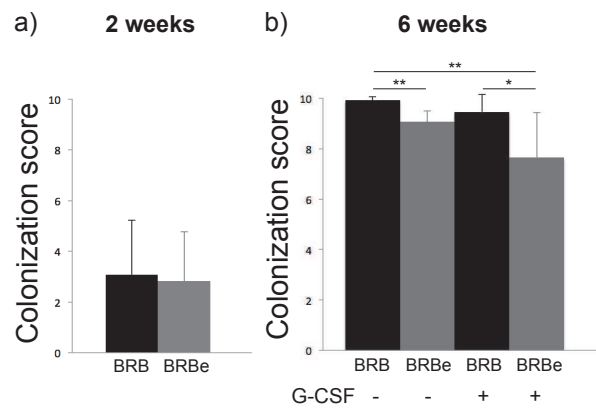 a) 2 weeks
Colonization score
10
8
6
4
2
0
BRB BRBe
b) 6 weeks
** 
** *
Colonization score
10
8
6
4
2
0
BRB BRBe BRB BRBe
G-CSF - - + +